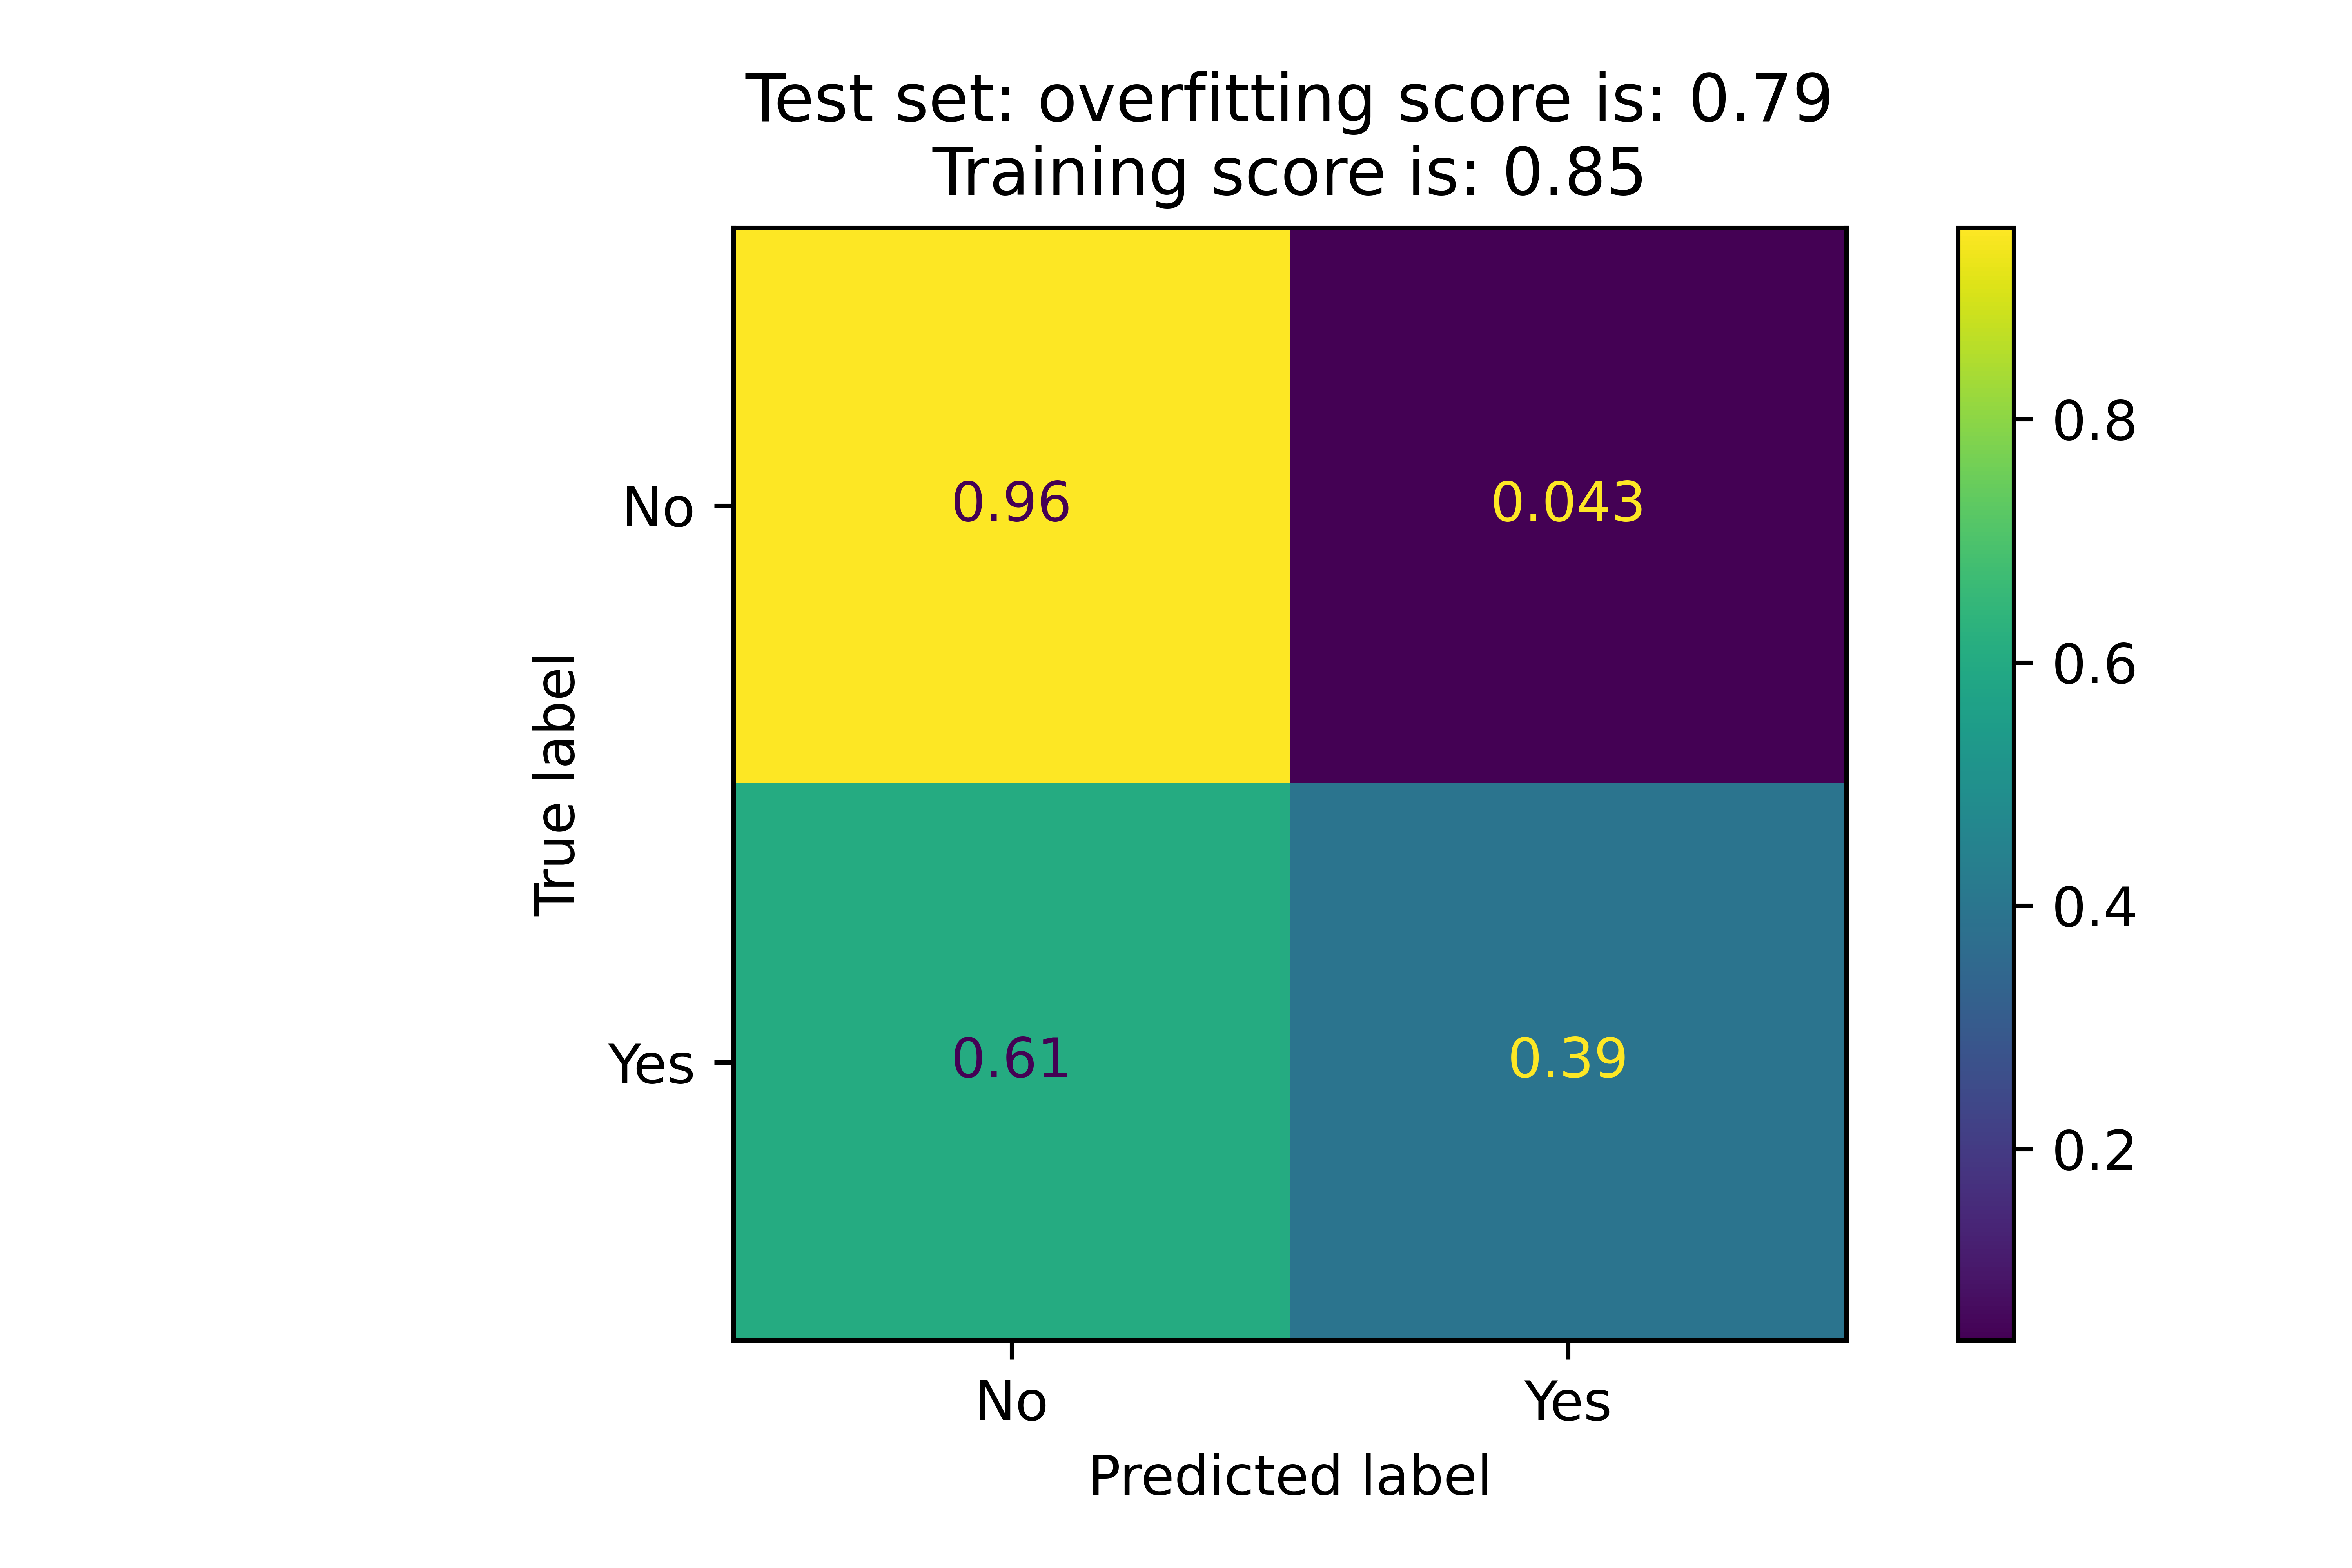 Test set: overfitting score is: 0.79
Training score is: 0.85
No
0.96
0.043
0.8
0.6
True label
0.4
Yes
0.61
0.39
0.2
No
Yes
Predicted label